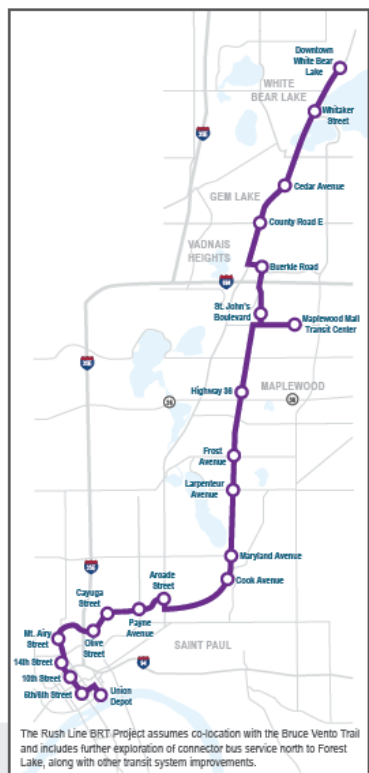 Downtown
White Bear
Lake
WHITE
BEAR LAKE
Whitaker
Street
Cedar Avenue
GEM LAKE
County Road E
VADNAIS
HEIGHTS
Buerkle Road
St. John's
Boulevard
Maplewood Mall
Transit Center
Highway 36
MAPLEWOOD
36
36
Frost
Avenue
Larpenteur
Avenue
Maryland Avenue
Arcade
Street
Cook Avenue
Cayuga
Street
Payne
Avenue
Mt. Airy
Street
Olive
Street
SAINT PAUL
14th Street
94
10th Street
5th/6th Street
Union
Depot
The Rush Line BRT Project assumes co-location with the Bruce Vento Trail
and includes further exploration of connector bus service north to Forest
Lake, along with other transit system improvements.